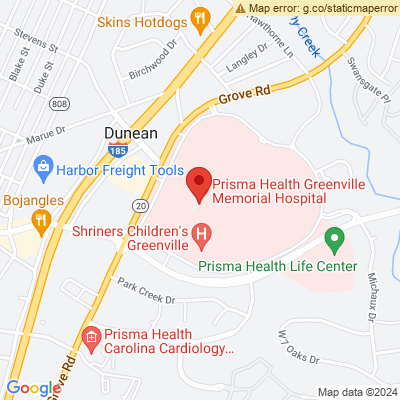 Map error: g.co/staticmaperror
Skins Hotdogs
Hawthorne Ln
Creek
Stevens St
Birchwood Dr
Langley Dr
Swansgate Pl
Blake St
Duke St
Grove Rd
808
Marue Dr
Dunean
185
Harbor Freight Tools
Prisma Health Greenville
Memorial Hospital
Bojangles
20
Shriners Children's
Greenville
H
Prisma Health Life Center
Park Creek Dr
Michaux Dr
Prisma Health
Carolina Cardiology...
W 7 Oaks Dr
Grove Rd
Google
Map data ©2024